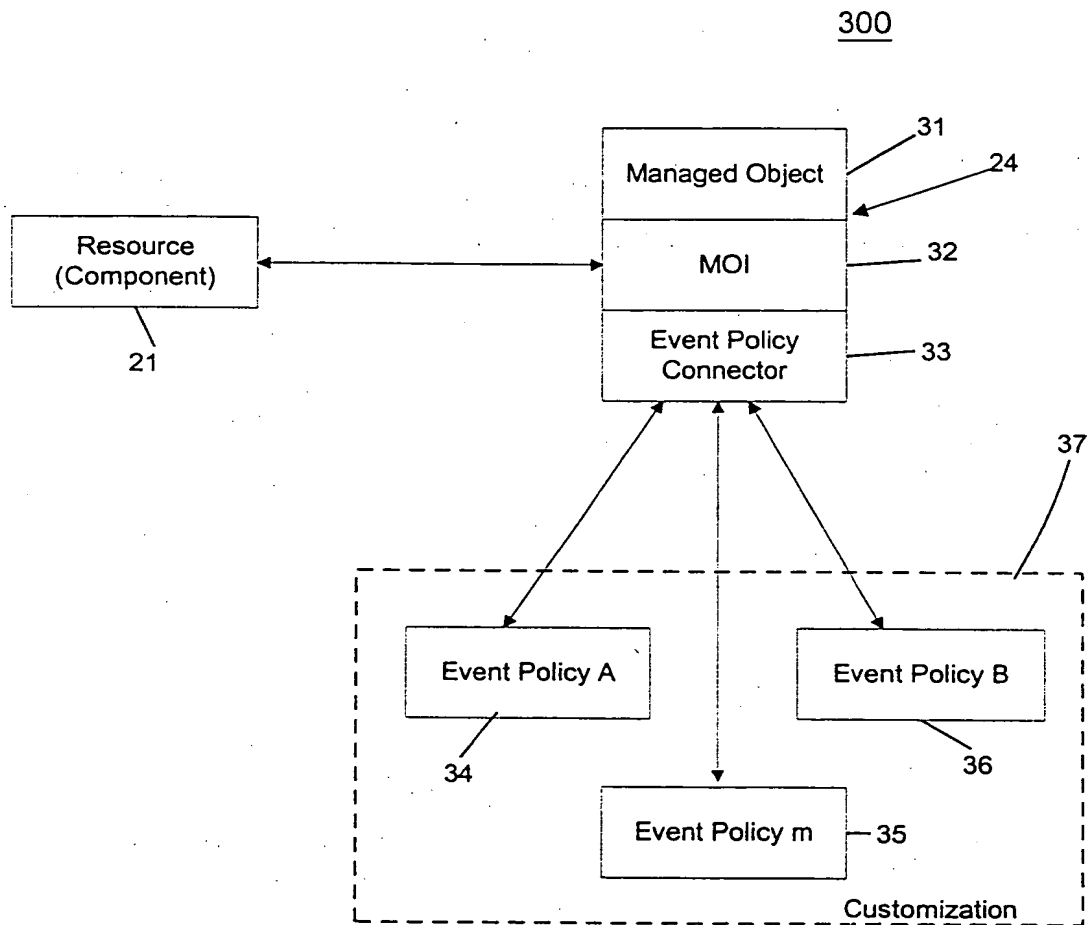 300
31
Managed Object
24
Resource
(Component)
MOI
32
21
Event Policy
Connector
33
37
Event Policy A
Event Policy B
34
36
Event Policy m
35
Customization